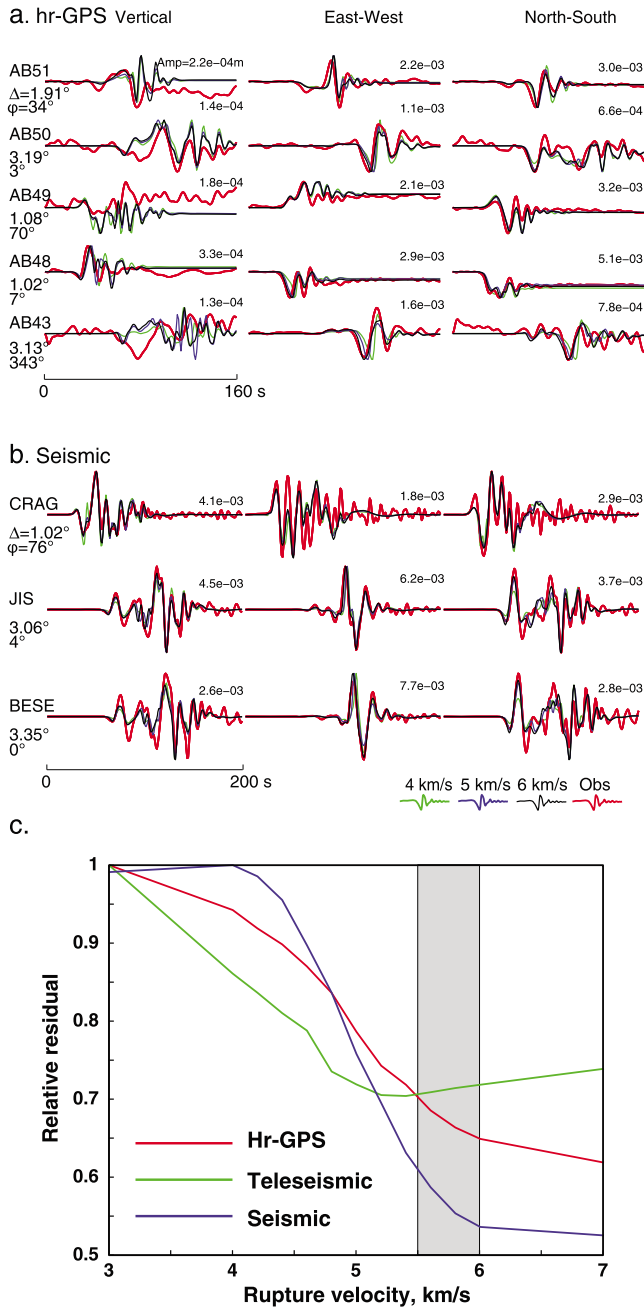 a. hr-GPS Vertical East-West North-South
AB51 Amp=2.2e−04m 2.2e−03 3.0e−03
Δ=1.91°
φ=34°
AB50 1.4e−04 1.1e−03 6.6e−04
3.19°
3°
AB49 1.8e−04 2.1e−03 3.2e−03
1.08°
70°
AB48 3.3e−04 2.9e−03 5.1e−03
1.02°
7°
AB43 1.3e−04 1.6e−03 7.8e−04
3.13°
343°
0 160 s
b. Seismic
CRAG 4.1e−03 1.8e−03 2.9e−03
Δ=1.02°
φ=76°
JIS 4.5e−03 6.2e−03 3.7e−03
3.06°
4°
BESE 2.6e−03 7.7e−03 2.8e−03
3.35°
0°
0 200 s
4 km/s 5 km/s 6 km/s Obs
c.
1
0.9
0.8
0.7
0.6
0.5
Relative residual
Hr-GPS
Teleseismic
Seismic
3 4 5 6 7
Rupture velocity, km/s